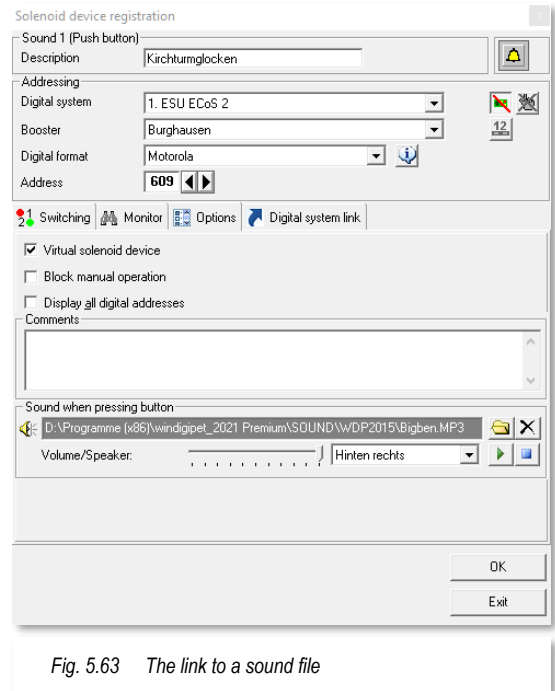 Solenoid device registration
Sound 1 (Push button)
Description Kirchturmglocken
Addressing
Digital system 1. ESU ECoS 2
Booster Burghausen 12
Digital format Motorola
Address 609
1 2 Switching Monitor Options Digital system link
Virtual solenoid device
Block manual operation
Display all digital addresses
Comments
Sound when pressing button
D:\Programme (x86)\windigipet_2021 Premium\SOUND\WDP2015\Bigben.MP3
Volume/Speaker: Hinten rechts
OK
Exit
Fig. 5.63 The link to a sound file